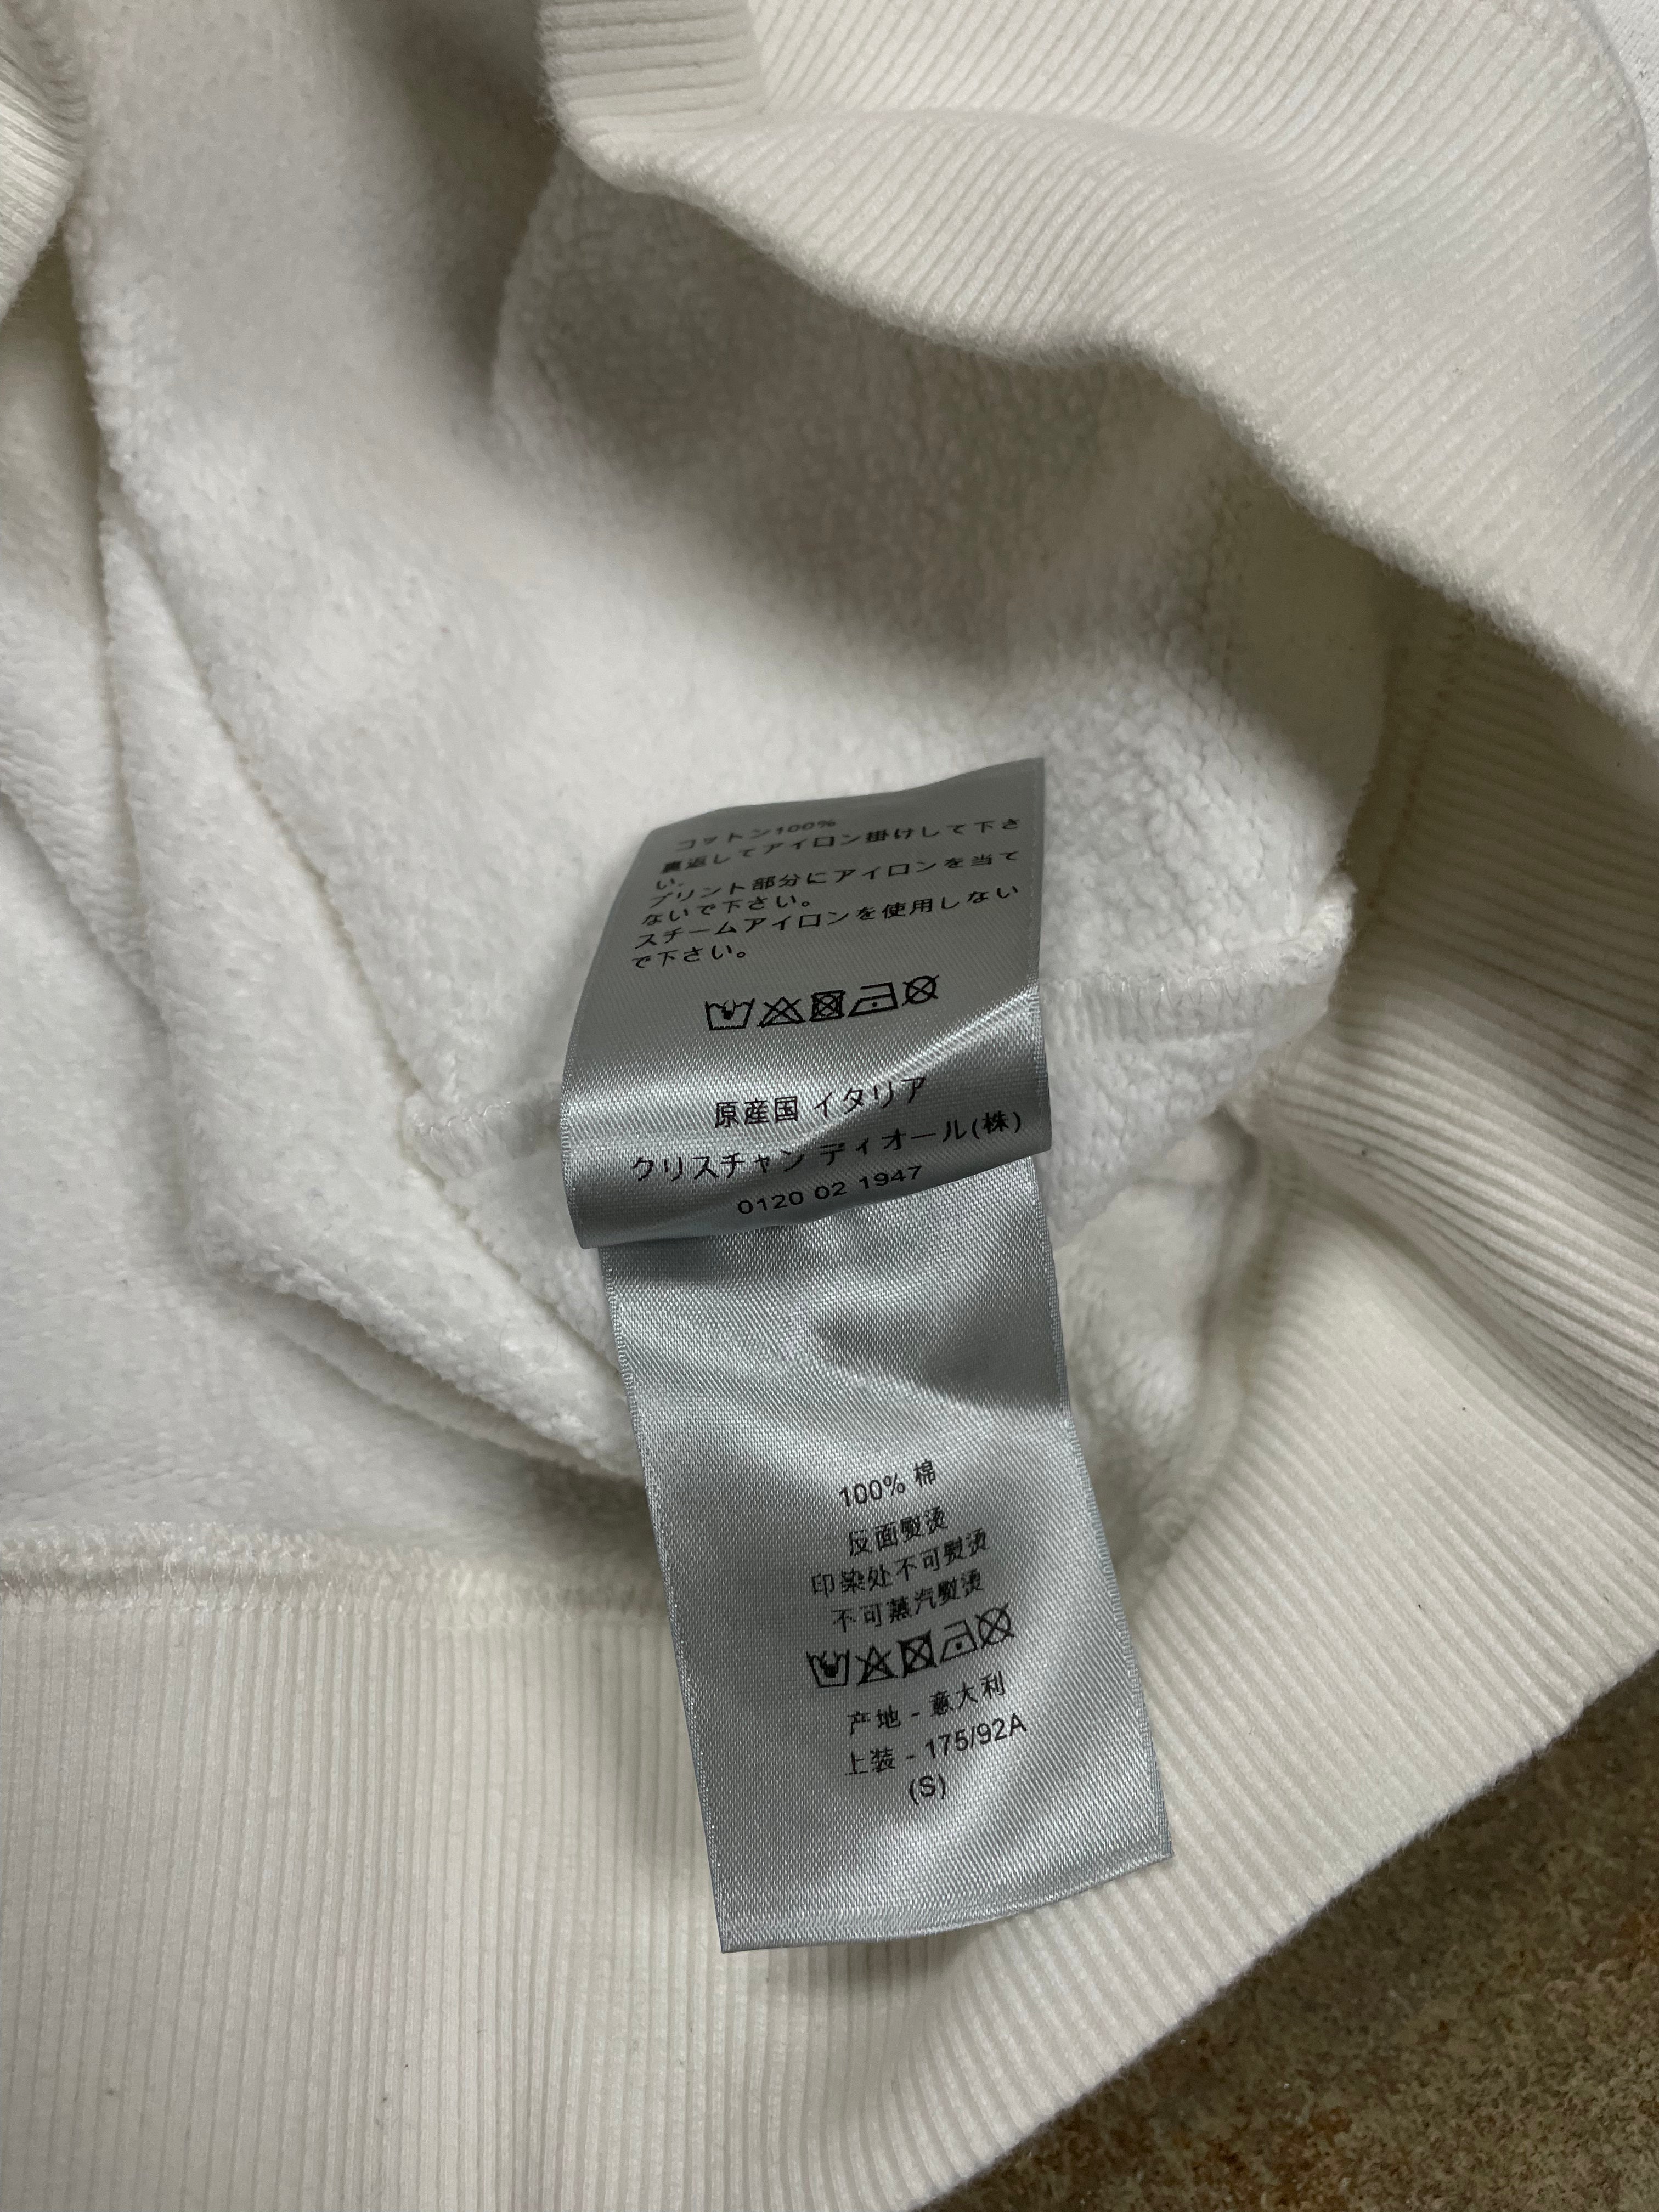 コットン100%
裏返してアイロン掛けして下さ
い。
プリント部分にアイロンを当て
ないで下さい。
スチームアイロンを使用しない
で下さい。
原産国 イタリア
クリスチャン ディオール(株)
0120 02 1947
100% 棉
反面熨烫
印染处不可熨烫
不可蒸汽熨烫
产地 - 意大利
上装 - 175/92A
(S)